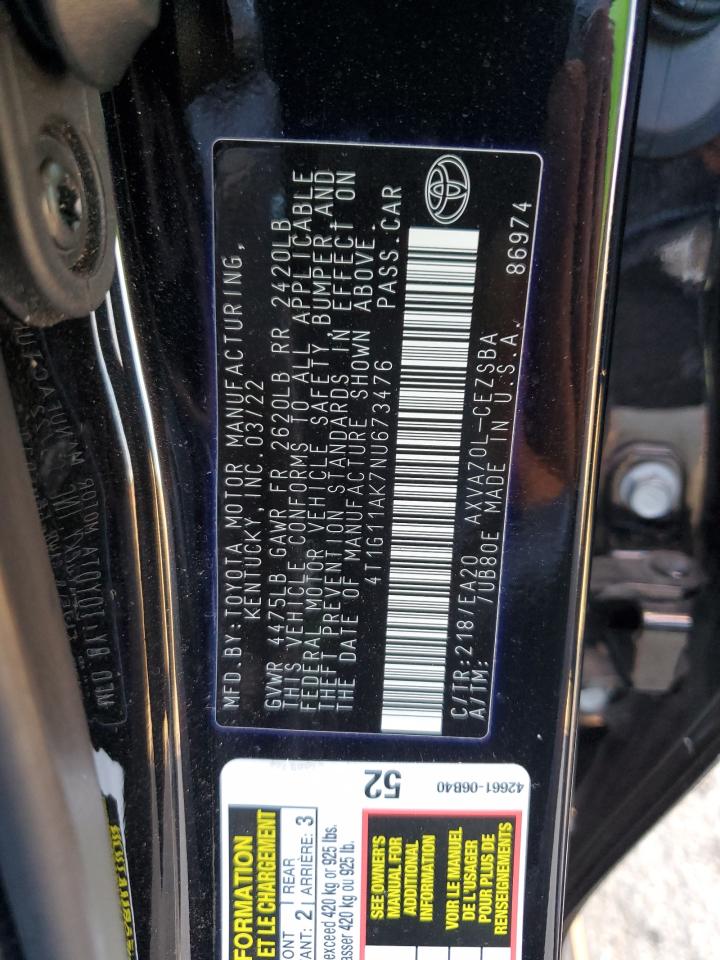 MFD.BY:TOYOTA MOTOR MANUFACTURING,
KENTUCKY,INC.03/22
GVWR 4475LB GAWR FR 2620LB RR 2420LB
THIS VEHICLE CONFORMS TO ALL APPLICABLE
FEDERAL MOTOR VEHICLE SAFETY, BUMPER,AND
THEFT PREVENTION STANDARDS IN EFFECT ON
THE DATE OF MANUFACTURE SHOWN ABOVE.
4T1G11AK7NU673476 PASS.CAR
C/TR:218/EA20 AXVA70L-CEZSBA
A/TM: /UB80E MADE IN U.S.A. 86974
FORMATION
ET LE CHARGEMENT
ONT 2 REAR 3
ANT: ARRIÈRE:
exceed 420 kg or 925 lbs.
asser 420 kg ou 925 lb.
52
SEE OWNER'S
MANUAL FOR
ADDITIONAL
INFORMATION
VOIR LE MANUEL
DE L'USAGER
POUR PLUS DE
RENSEIGNEMENTS
42661-06B40